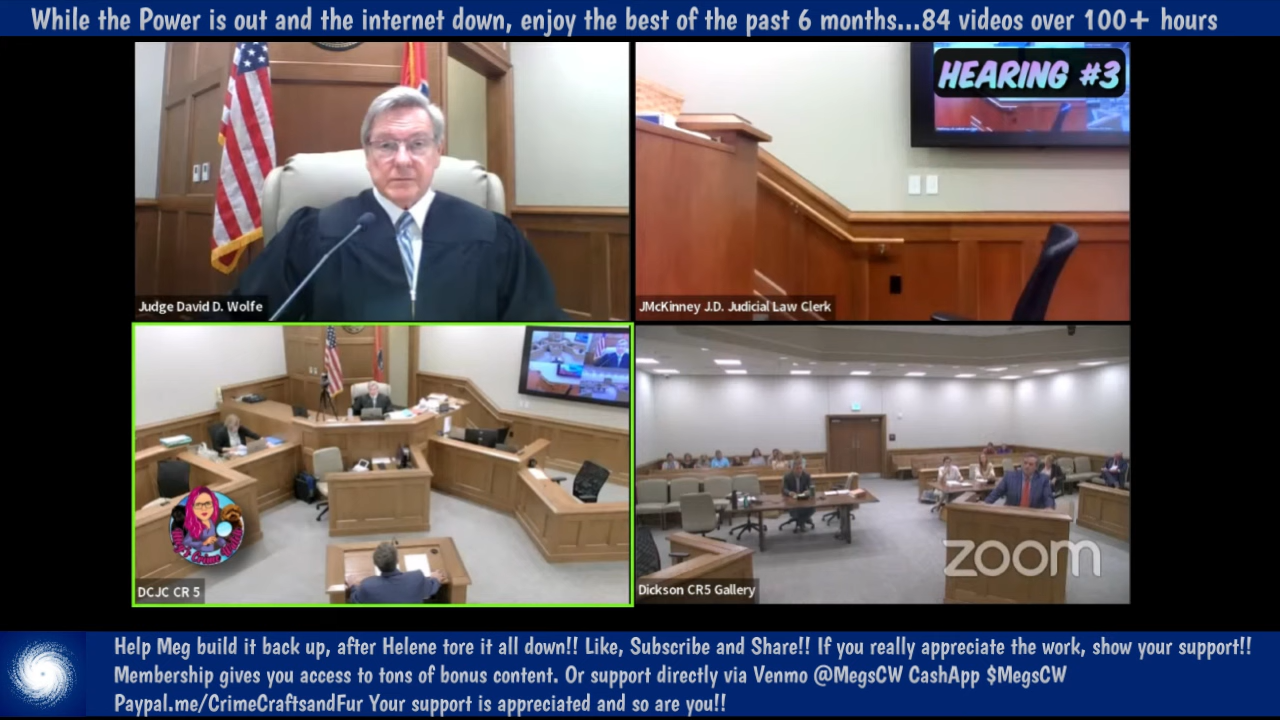 While the Power is out and the internet down, enjoy the best of the past 6 months...84 videos over 100+ hours
HEARING #3
Judge David D. Wolfe
JMcKinney J.D. Judicial Law Clerk
DCJC CR 5
Dickson CR5 Gallery
zoom
Help Meg build it back up, after Helene tore it all down!! Like, Subscribe and Share!! If you really appreciate the work, show your support!!
Membership gives you access to tons of bonus content. Or support directly via Venmo @MegsCW CashApp $MegsCW
Paypal.me/CrimeCraftsandFur Your support is appreciated and so are you!!